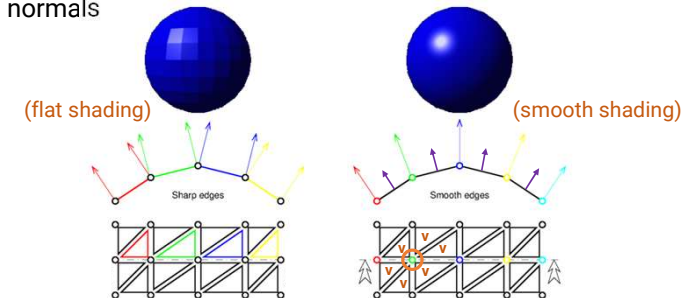 normals
(flat shading)
(smooth shading)
Sharp edges
Smooth edges
v
v
v
v
v
v